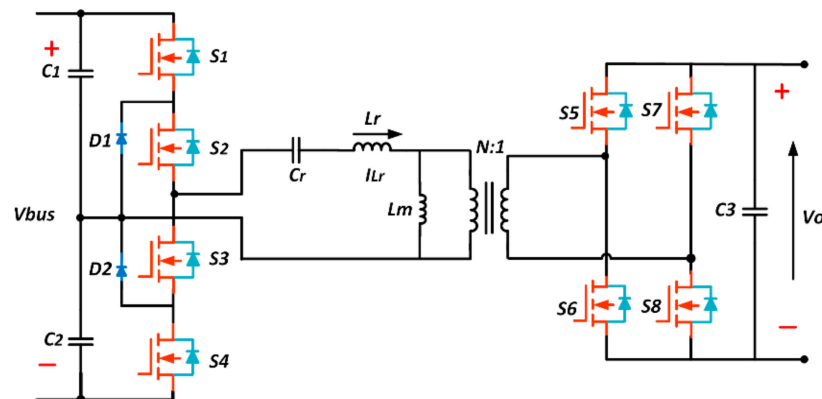 +
C1
S1
D1
S2
Lr
Cr
ILr
N:1
Lm
Vbus
D2
S3
C2
S4
−
S5
S7
+
C3
Vo
S6
S8
−